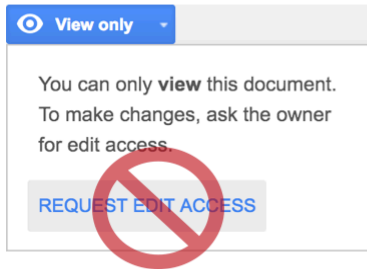 View only
You can only view this document.
To make changes, ask the owner
for edit access.
REQUEST EDIT ACCESS